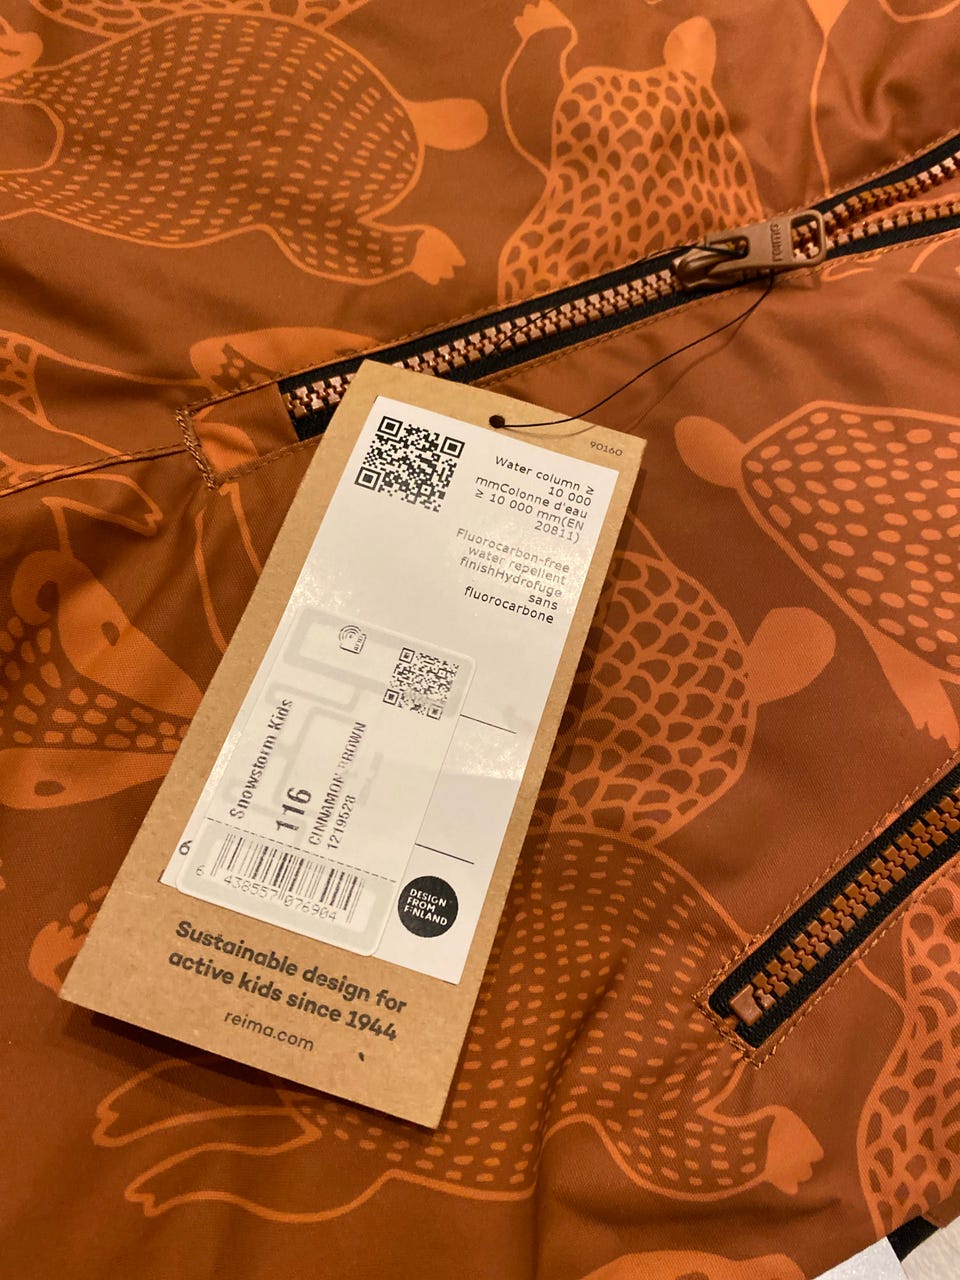 reima
90160
Water column ≥
10 000
mmColonne d'eau
≥ 10 000 mm(EN
20811)
Fluorocarbon-free
water repellent
finishHydrofuge
sans
fluorocarbone
Snowstorm Kids
116
CINNAMON BROWN
1219528
6
6 438557 076904
DESIGN
FROM
FINLAND
Sustainable design for
active kids since 1944
reima.com